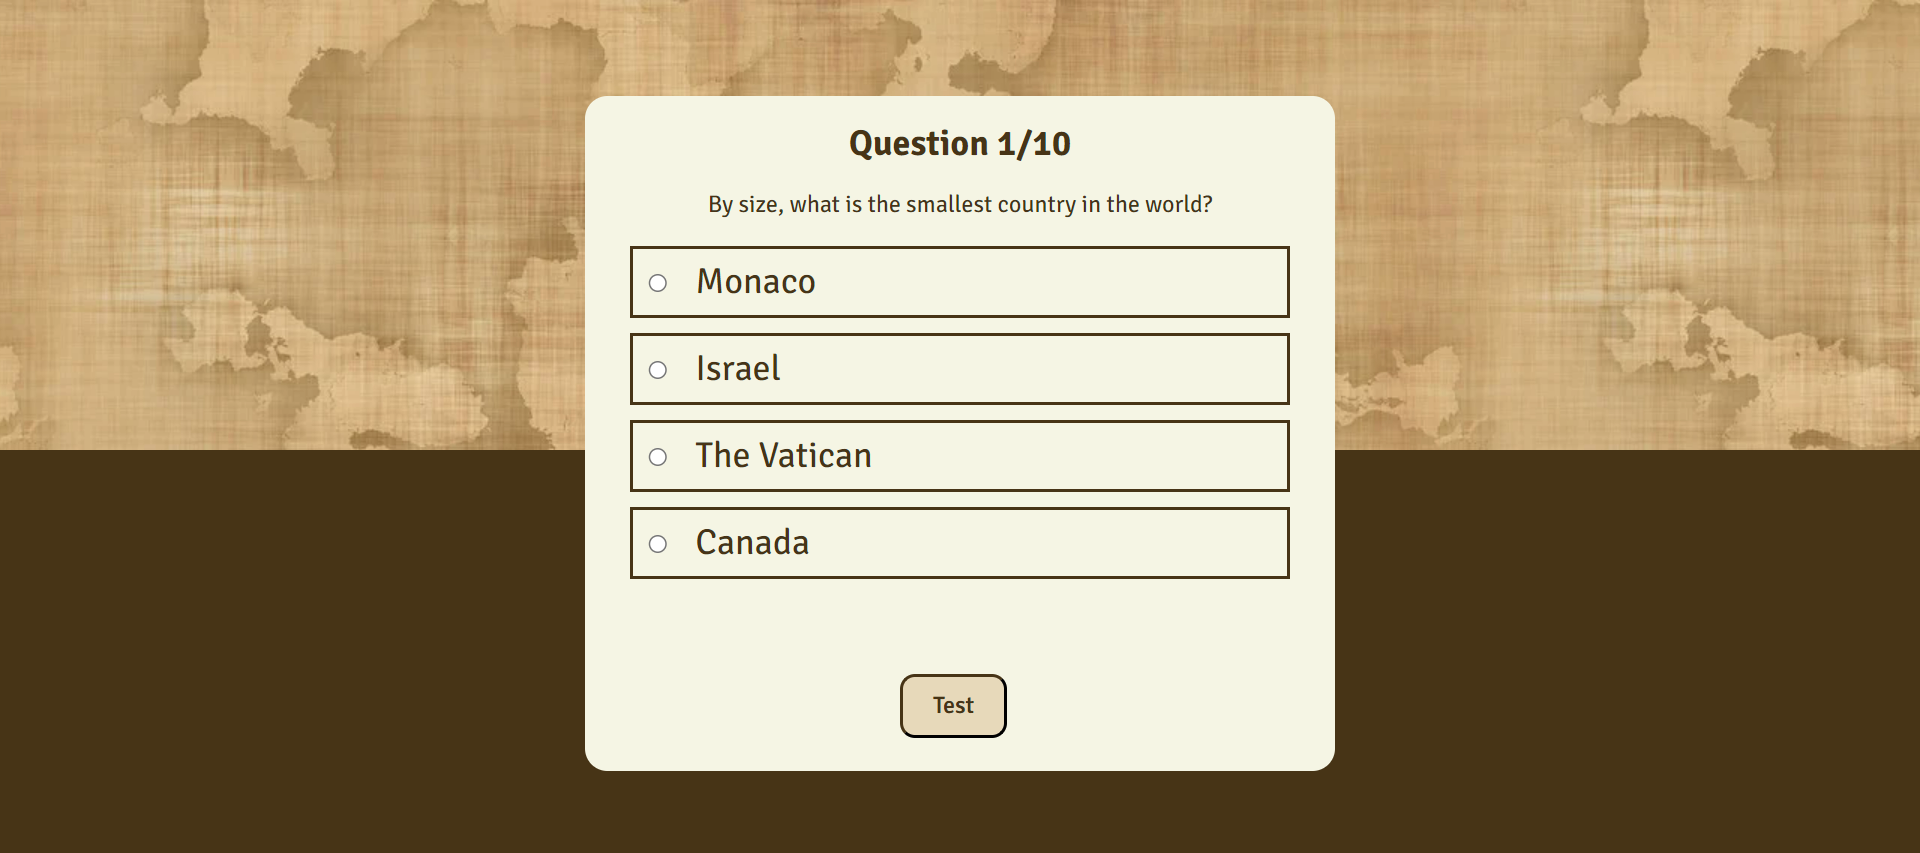 Question 1/10
By size, what is the smallest country in the world?
Monaco
Israel
The Vatican
Canada
Test